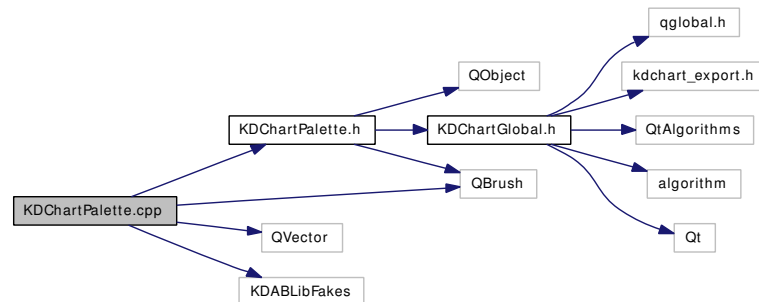 qglobal.h
QObject
kdchart_export.h
KDChartPalette.h
KDChartGlobal.h
QtAlgorithms
QBrush
algorithm
KDChartPalette.cpp
QVector
Qt
KDABLibFakes